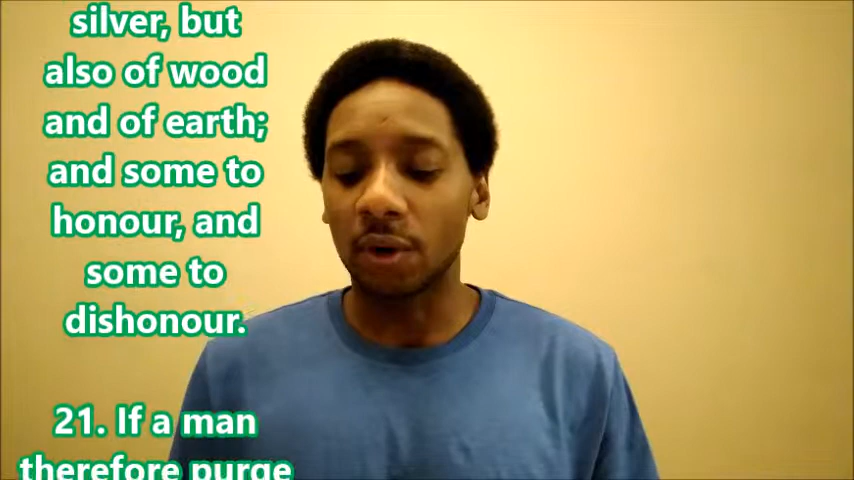 silver, but
also of wood
and of earth;
and some to
honour, and
some to
dishonour.
21. If a man
therefore purge